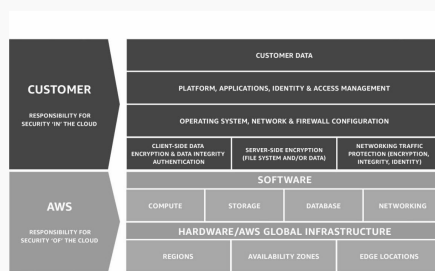 CUSTOMER
RESPONSIBILITY FOR
SECURITY 'IN' THE CLOUD
CUSTOMER DATA
PLATFORM, APPLICATIONS, IDENTITY & ACCESS MANAGEMENT
OPERATING SYSTEM, NETWORK & FIREWALL CONFIGURATION
CLIENT-SIDE DATA
ENCRYPTION & DATA INTEGRITY
AUTHENTICATION
SERVER-SIDE ENCRYPTION
(FILE SYSTEM AND/OR DATA)
NETWORKING TRAFFIC
PROTECTION (ENCRYPTION,
INTEGRITY, IDENTITY)
AWS
RESPONSIBILITY FOR
SECURITY 'OF' THE CLOUD
SOFTWARE
COMPUTE
STORAGE
DATABASE
NETWORKING
HARDWARE/AWS GLOBAL INFRASTRUCTURE
REGIONS
AVAILABILITY ZONES
EDGE LOCATIONS